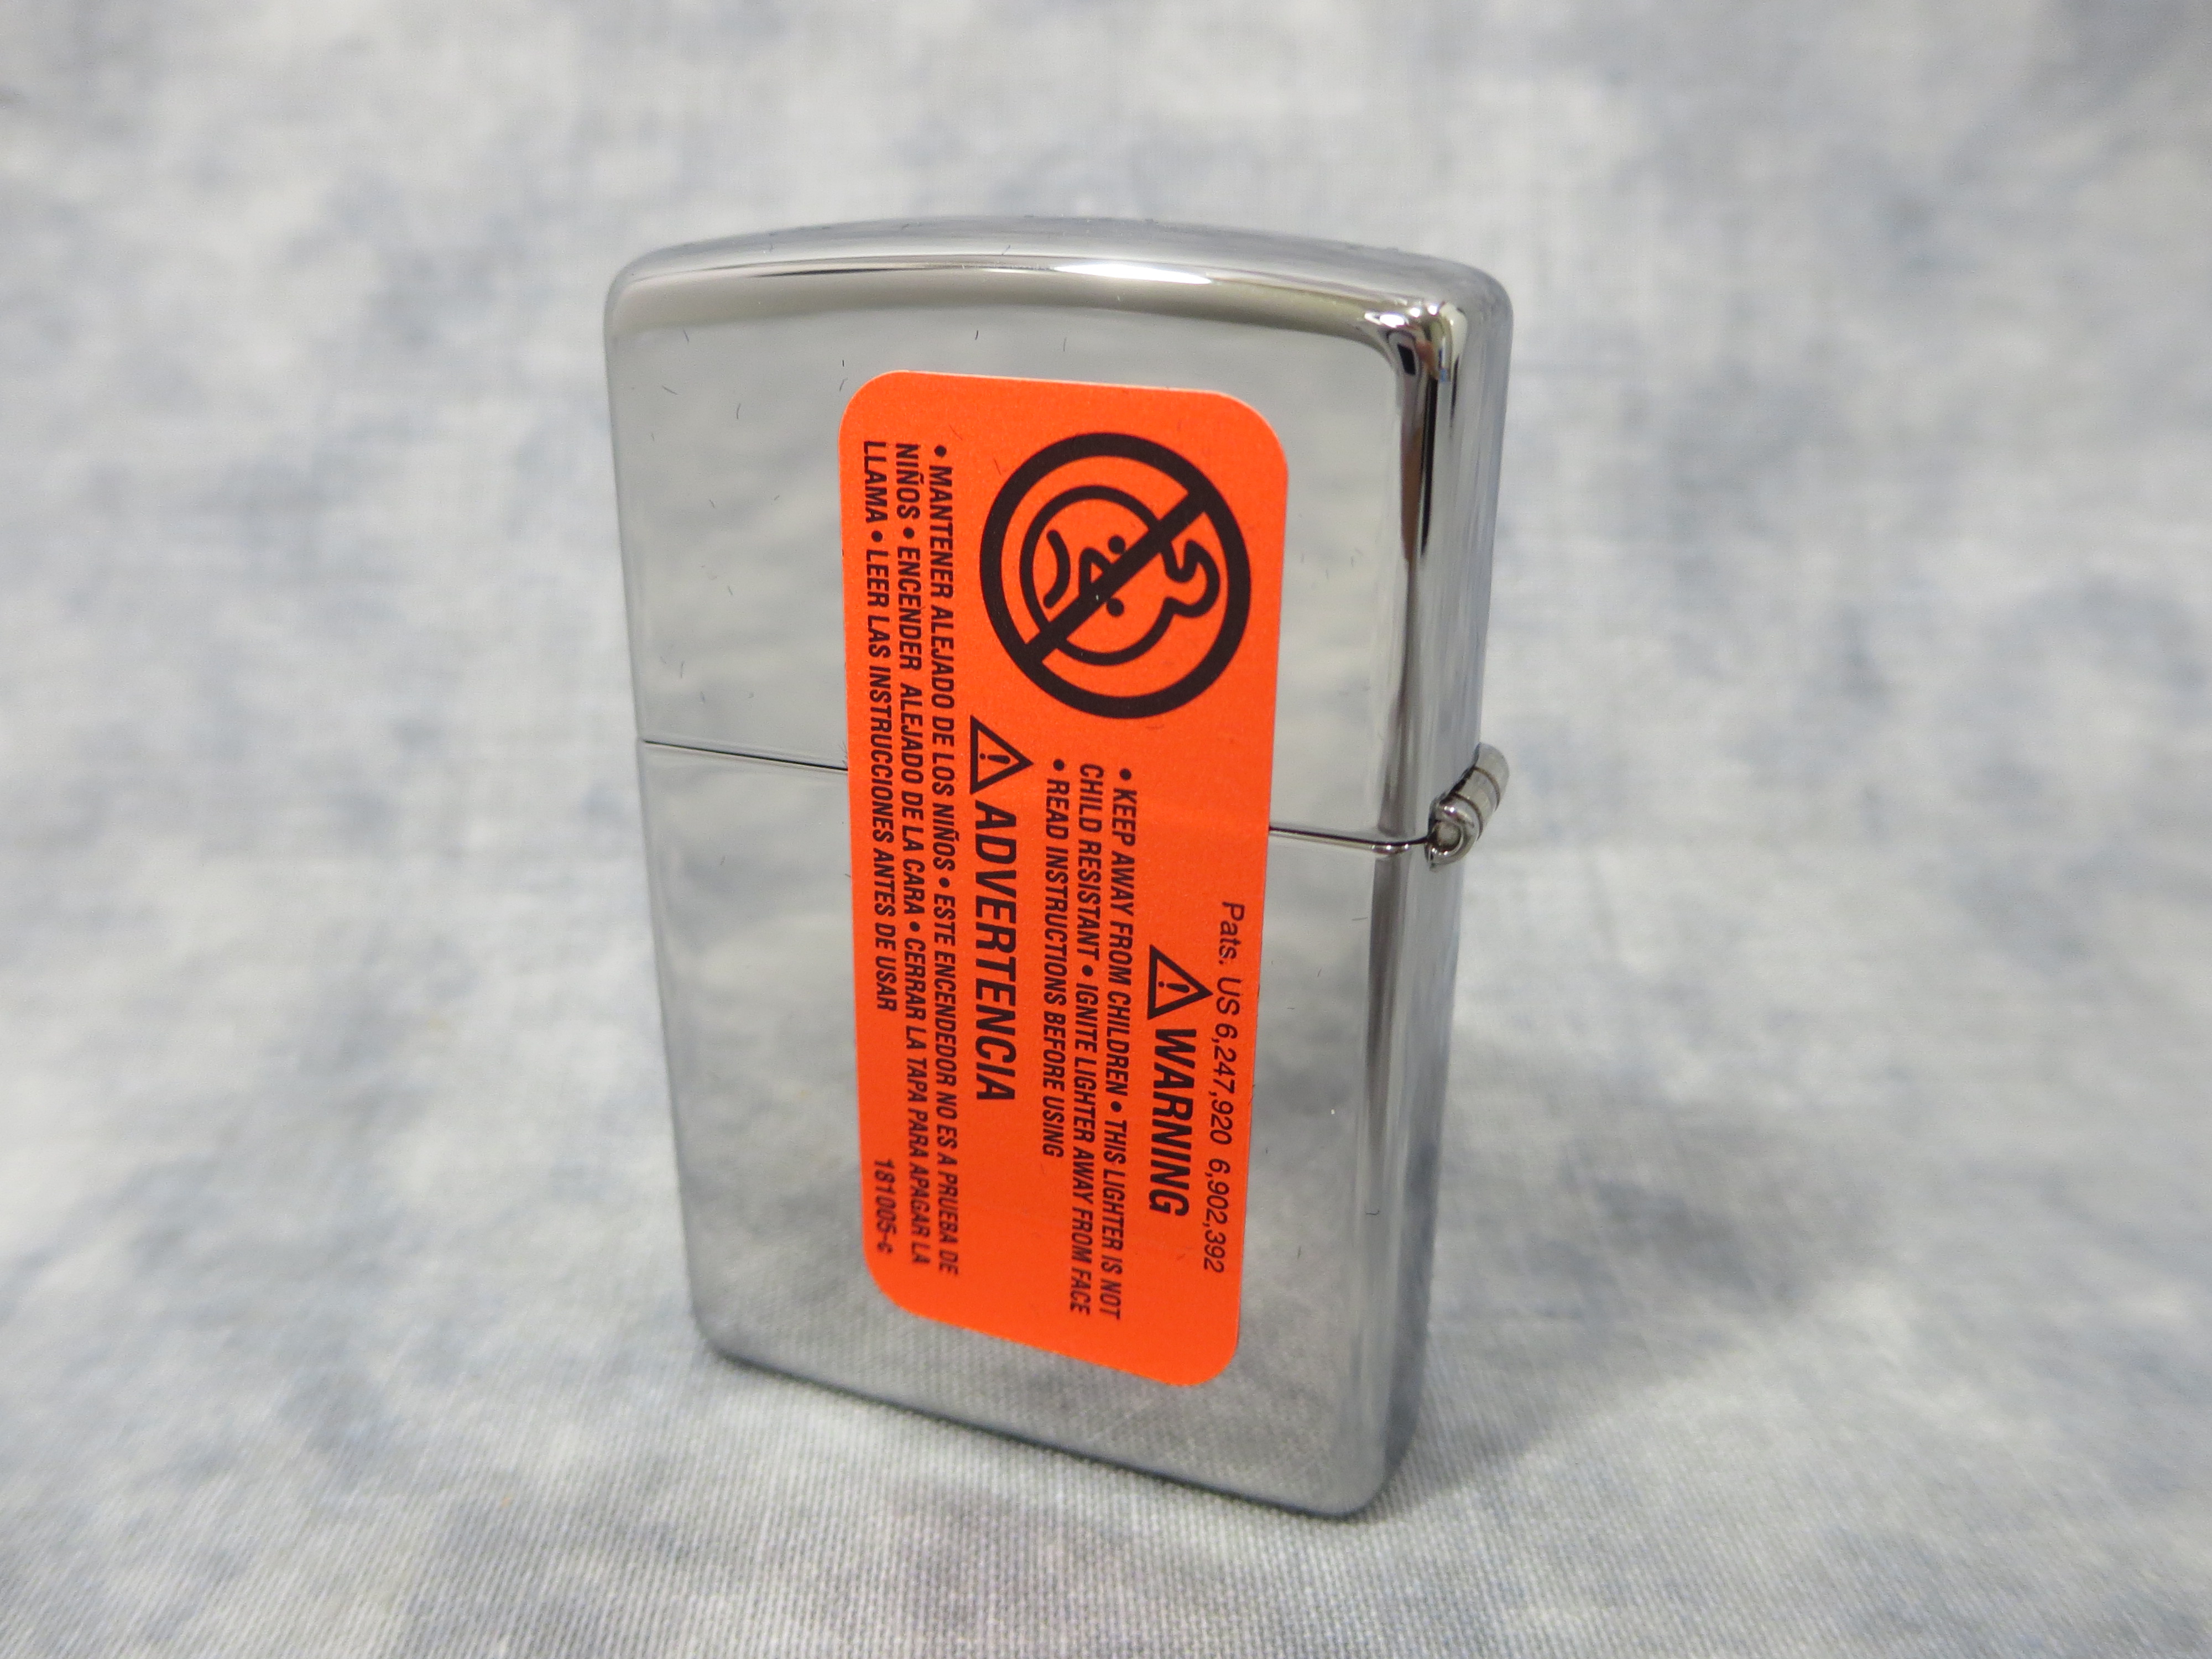 Pats. US 6,247,920 6,902,392
WARNING
• KEEP AWAY FROM CHILDREN • THIS LIGHTER IS NOT
CHILD RESISTANT • IGNITE LIGHTER AWAY FROM FACE
• READ INSTRUCTIONS BEFORE USING
ADVERTENCIA
• MANTENER ALEJADO DE LOS NIÑOS • ESTE ENCENDEDOR NO ES A PRUEBA DE
NIÑOS • ENCENDER ALEJADO DE LA CARA • CERRAR LA TAPA PARA APAGAR LA
LLAMA • LEER LAS INSTRUCCIONES ANTES DE USAR
181005-c